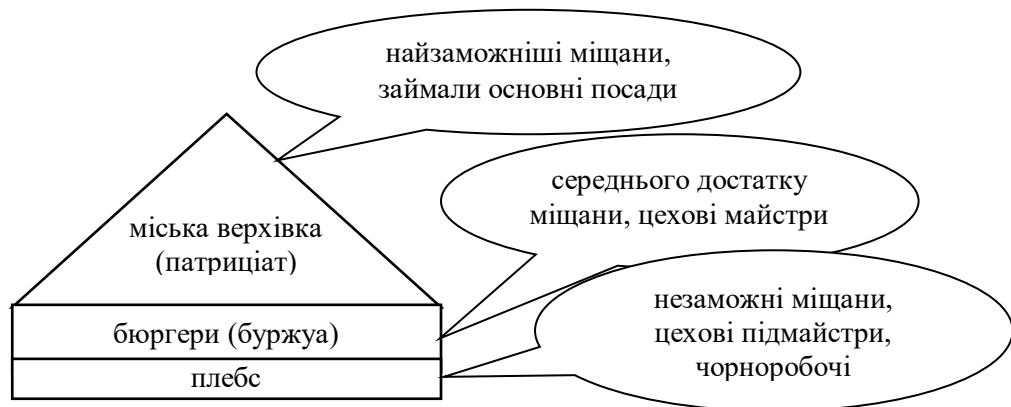 найзаможніші міщани,
займали основні посади
середнього достатку
міщани, цехові майстри
міська верхівка
(патриціат)
незаможні міщани,
цехові підмайстри,
чорноробочі
бюргери (буржуа)
плебс